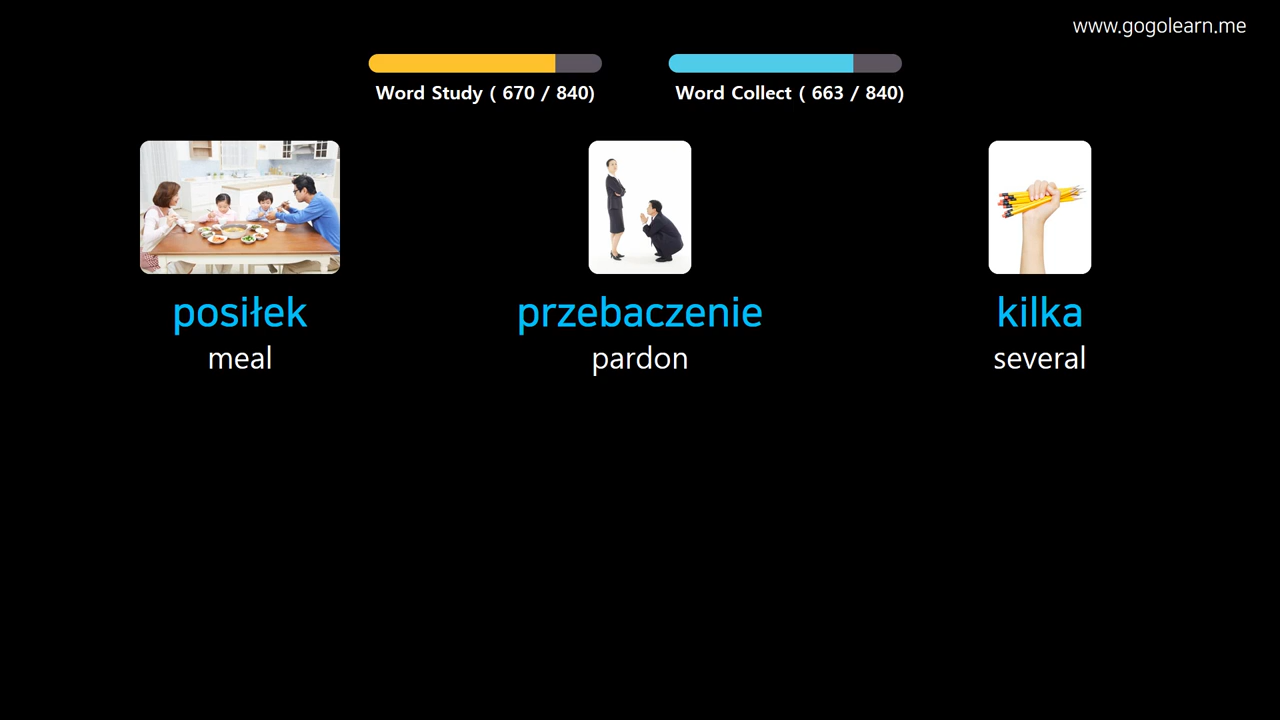 www.gogolearn.me
Word Study ( 670 / 840)
Word Collect ( 663 / 840)
posiłek
meal
przebaczenie
pardon
kilka
several